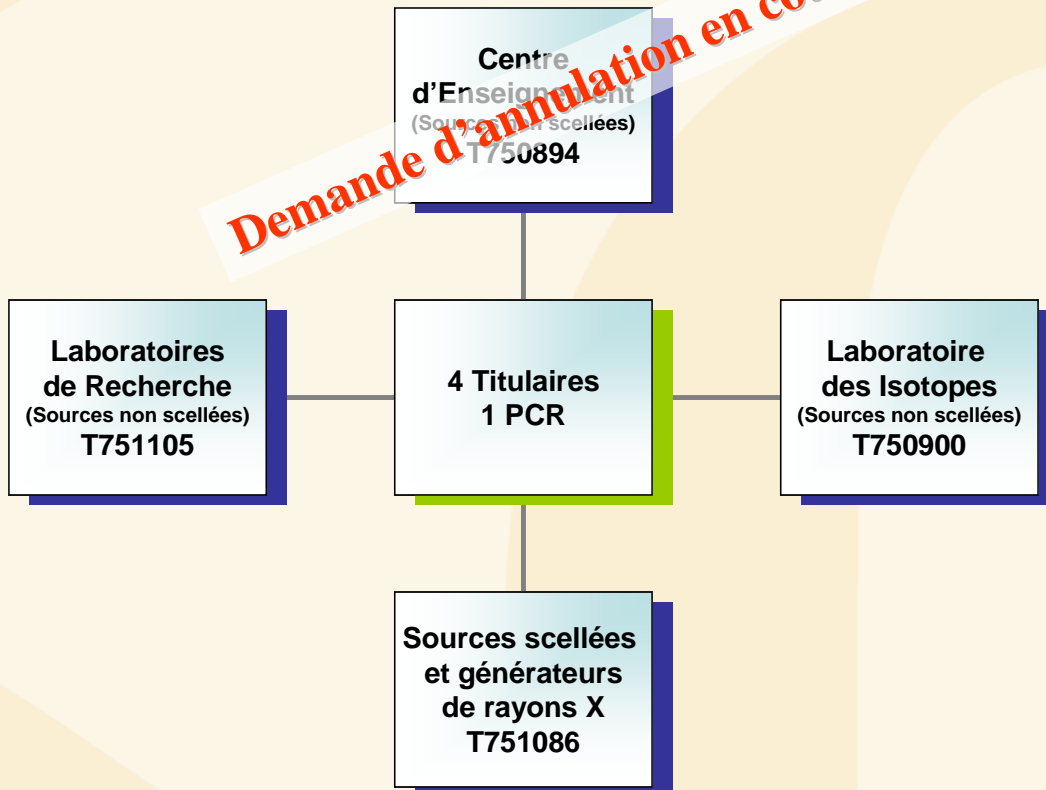 Centre
d'Enseignement
(Sources non scellées)
T750894
Demande d'annulation en
Laboratoires
de Recherche
(Sources non scellées)
T751105
4 Titulaires
1 PCR
Laboratoire
des Isotopes
(Sources non scellées)
T750900
Sources scellées
et générateurs
de rayons X
T751086